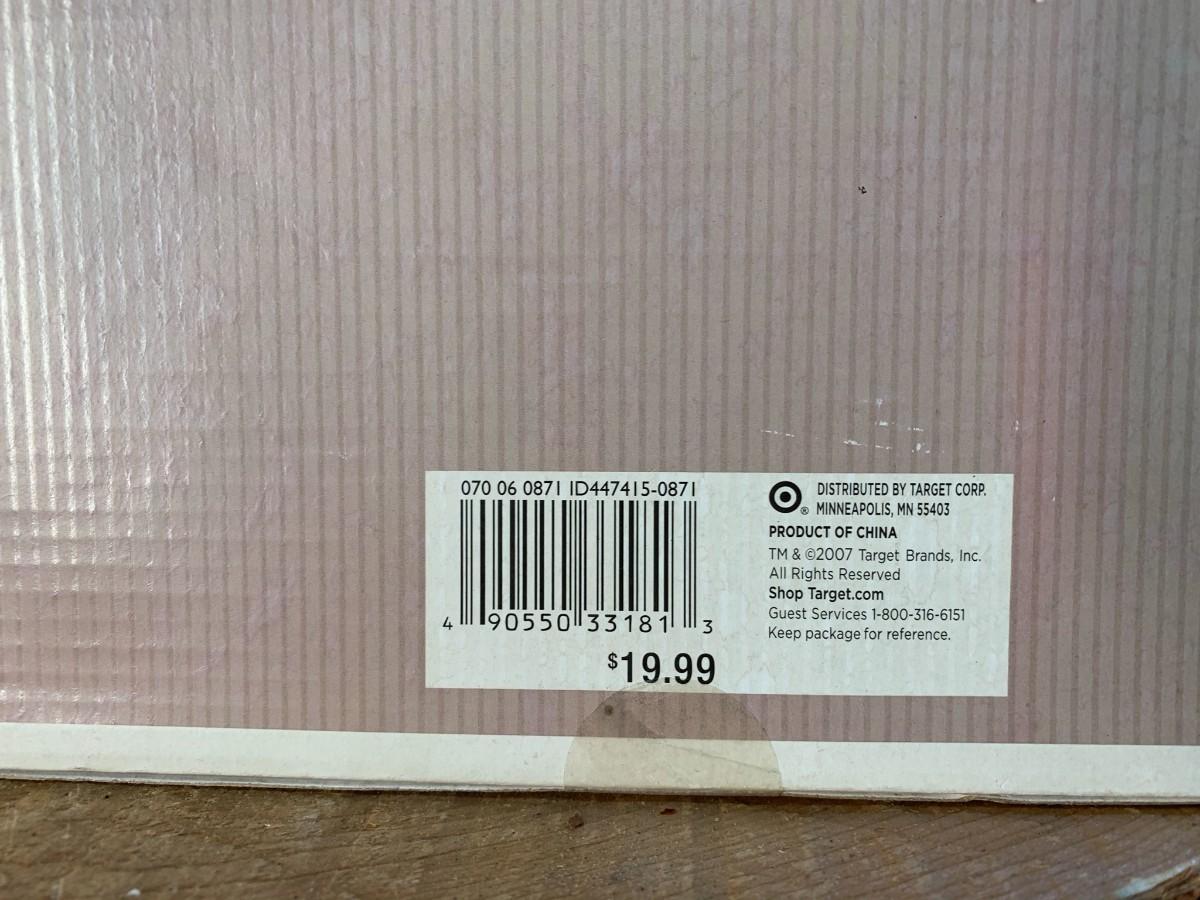 070 06 0871 ID447415-0871
4 90550 33181 3
$19.99
DISTRIBUTED BY TARGET CORP.
® MINNEAPOLIS, MN 55403
PRODUCT OF CHINA
TM & ©2007 Target Brands, Inc.
All Rights Reserved
Shop Target.com
Guest Services 1-800-316-6151
Keep package for reference.